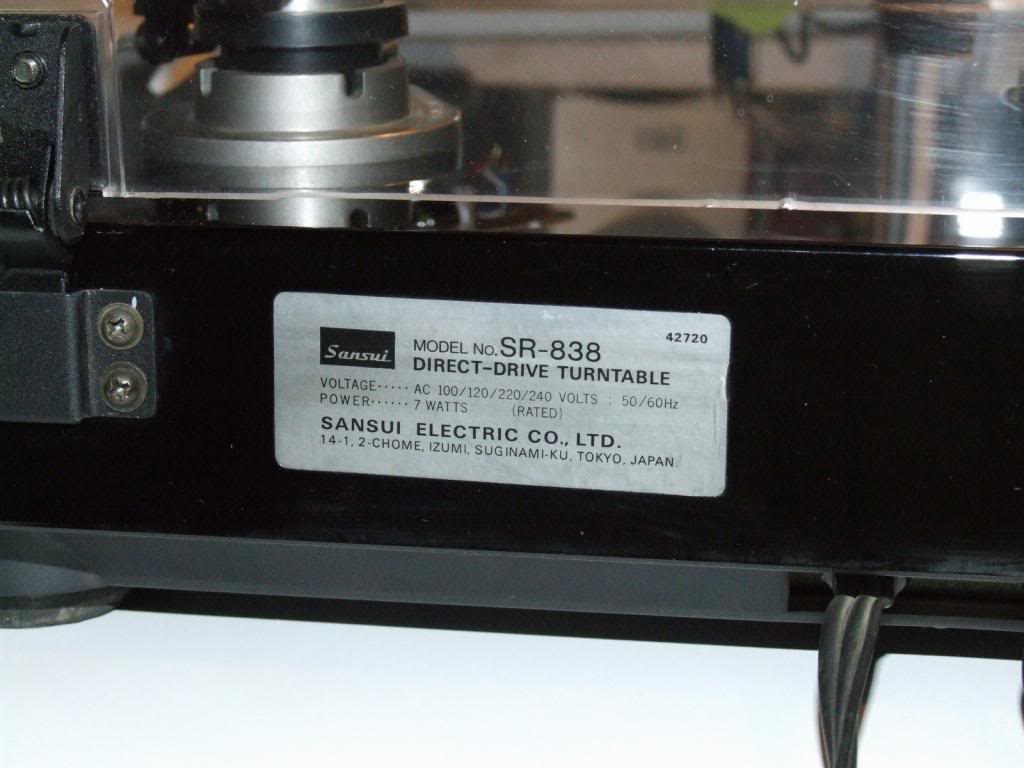 42720
Sansui MODEL No. SR-838
DIRECT-DRIVE TURNTABLE
VOLTAGE····· AC 100/120/220/240 VOLTS : 50/60Hz
POWER······ 7 WATTS (RATED)
SANSUI ELECTRIC CO., LTD.
14-1, 2-CHOME, IZUMI, SUGINAMI-KU, TOKYO, JAPAN.